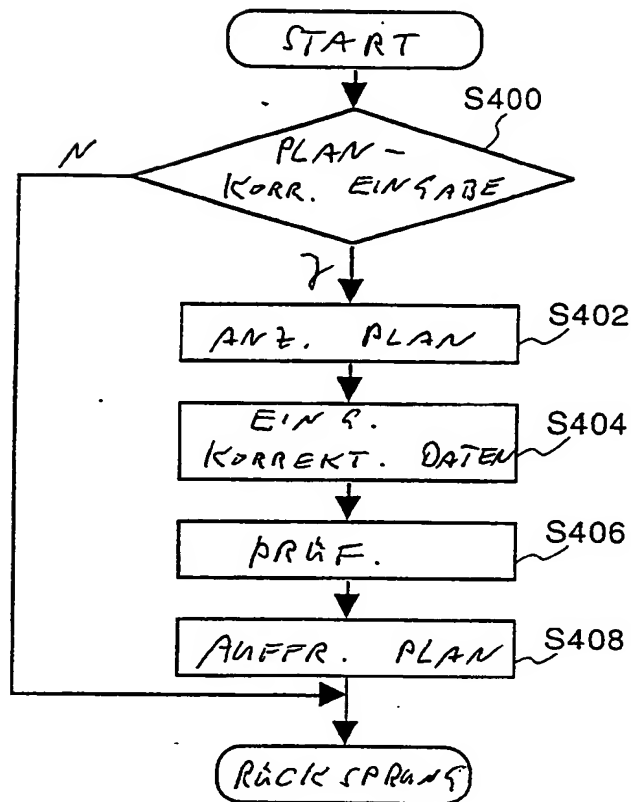 START
S400
N
PLAN-
KORR. EINGABE
J
S402
ANZ. PLAN
EING.
S404
KORREKT. DATEN
S406
PRÜF.
S408
AUFFR. PLAN
RÜCKSPRUNG